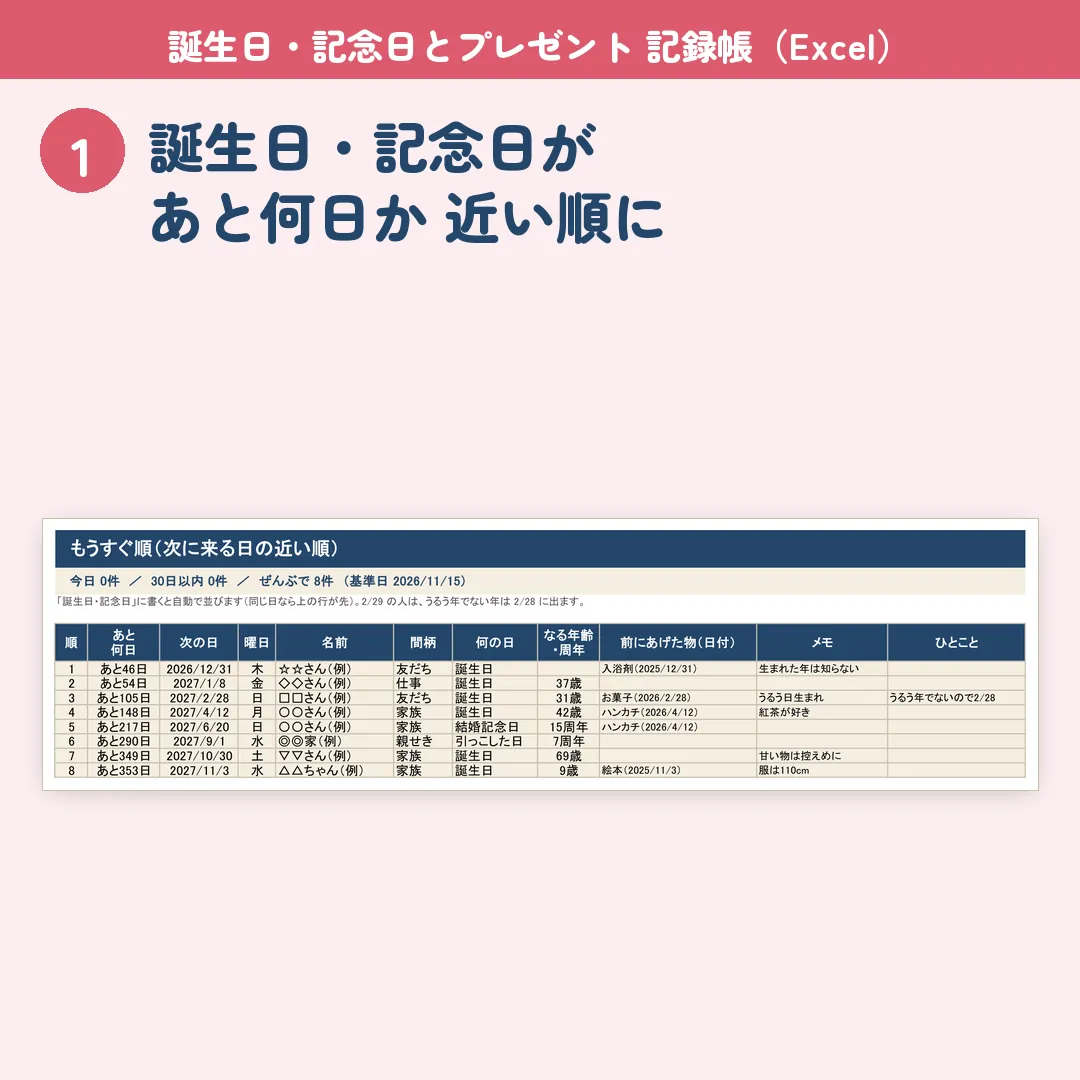 誕生日・記念日とプレゼント 記録帳（Excel）
1
誕生日・記念日が
あと何日か 近い順に
もうすぐ順（次に来る日の近い順）
今日 0件 ／ 30日以内 0件 ／ ぜんぶで 8件 （基準日 2026/11/15）
「誕生日・記念日」に書くと自動で並びます（同じ日なら上の行が先）。2/29 の人は、うるう年でない年は 2/28 に出ます。
順 あと何日 次の日 曜日 名前 間柄 何の日 なる年齢・周年 前にあげた物（日付） メモ ひとこと
1 あと46日 2026/12/31 木 ☆☆さん（例） 友だち 誕生日 入浴剤（2025/12/31） 生まれた年は知らない
2 あと54日 2027/1/8 金 ◇◇さん（例） 仕事 誕生日 37歳
3 あと105日 2027/2/28 日 □□さん（例） 友だち 誕生日 31歳 お菓子（2026/2/28） うるう日生まれ うるう年でないので2/28
4 あと148日 2027/4/12 月 〇〇さん（例） 家族 誕生日 42歳 ハンカチ（2026/4/12） 紅茶が好き
5 あと217日 2027/6/20 日 〇〇さん（例） 家族 結婚記念日 15周年 ハンカチ（2026/4/12）
6 あと290日 2027/9/1 水 ◎◎家（例） 親せき 引っこした日 7周年
7 あと349日 2027/10/30 土 ▽▽さん（例） 家族 誕生日 69歳 甘い物は控えめに
8 あと353日 2027/11/3 水 △△ちゃん（例） 家族 誕生日 9歳 絵本（2025/11/3） 服は110cm